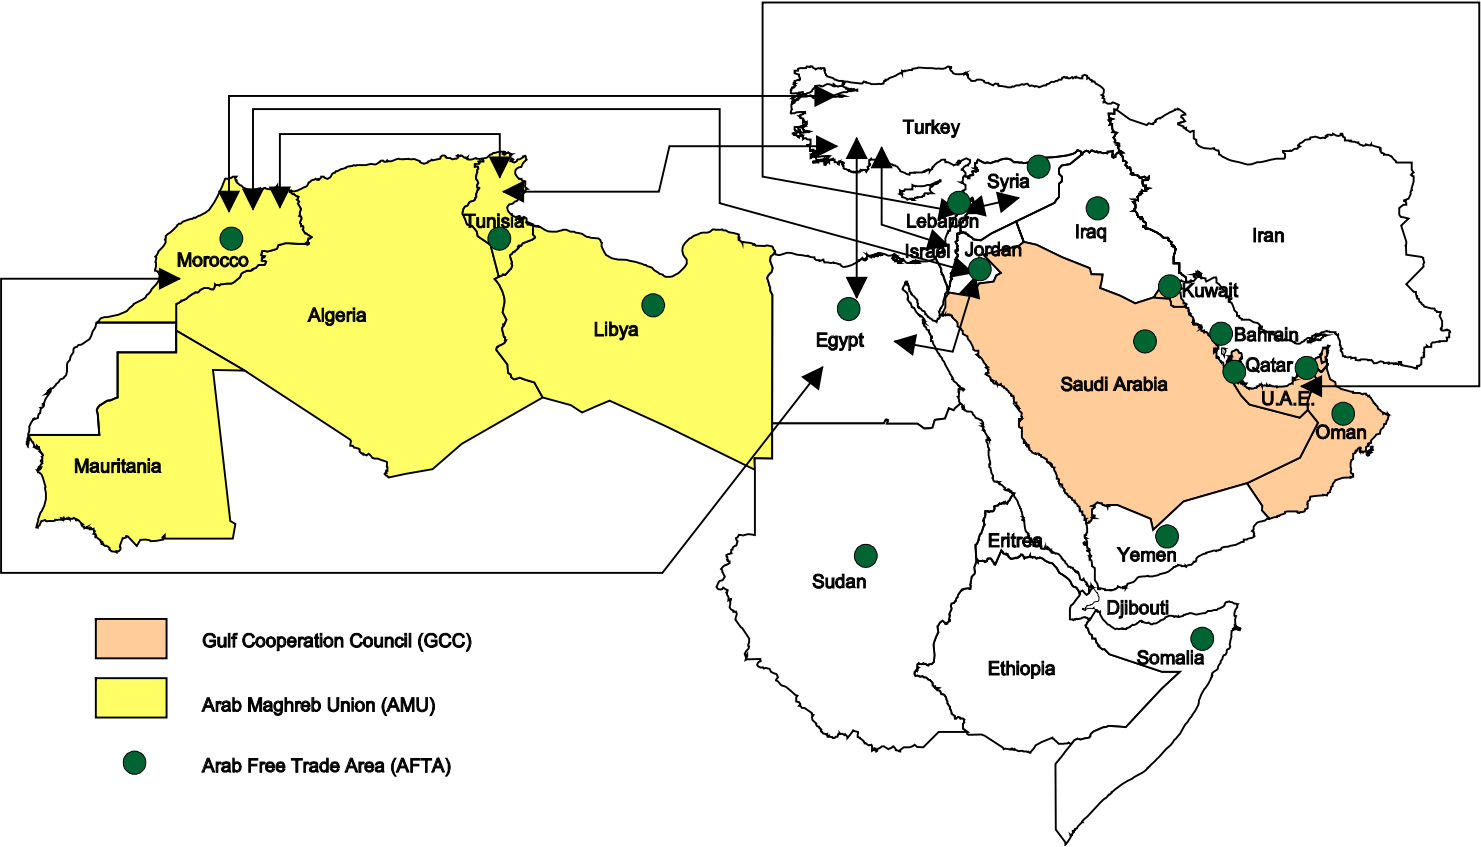 Turkey
Syria
Lebanon
Tunisia
Iraq
Iran
Israel
Jordan
Morocco
Kuwait
Algeria
Libya
Egypt
Bahrain
Qatar
Saudi Arabia
U.A.E.
Oman
Mauritania
Eritrea
Yemen
Sudan
Djibouti
Gulf Cooperation Council (GCC)
Somalia
Ethiopia
Arab Maghreb Union (AMU)
Arab Free Trade Area (AFTA)